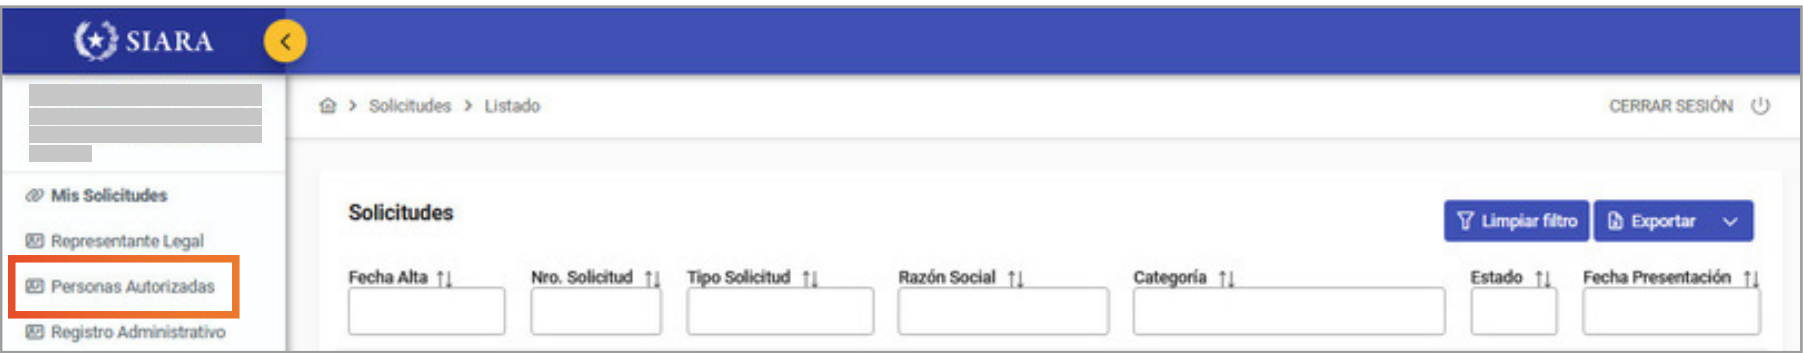 SIARA
Solicitudes > Listado
CERRAR SESIÓN
Mis Solicitudes
Representante Legal
Personas Autorizadas
Registro Administrativo
Solicitudes
Limpiar filtro
Exportar
Fecha Alta Nro. Solicitud Tipo Solicitud Razón Social Categoría Estado Fecha Presentación